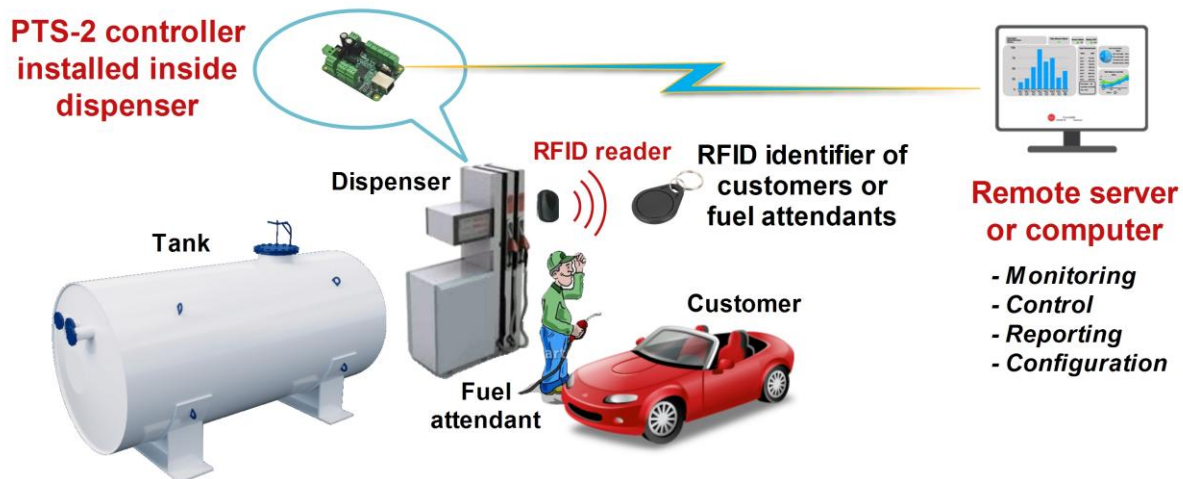 PTS-2 controller
installed inside
dispenser
RFID reader
RFID identifier of
customers or
fuel attendants
Dispenser
Tank
Customer
Fuel
attendant
Remote server
or computer
- Monitoring
- Control
- Reporting
- Configuration